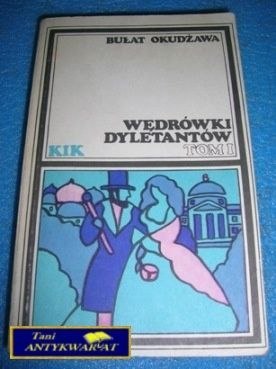 BUŁAT OKUDŻAWA
WĘDRÓWKI
DYLETANTÓW
TOM I
KIK
Tani
ANTYKWARIAT